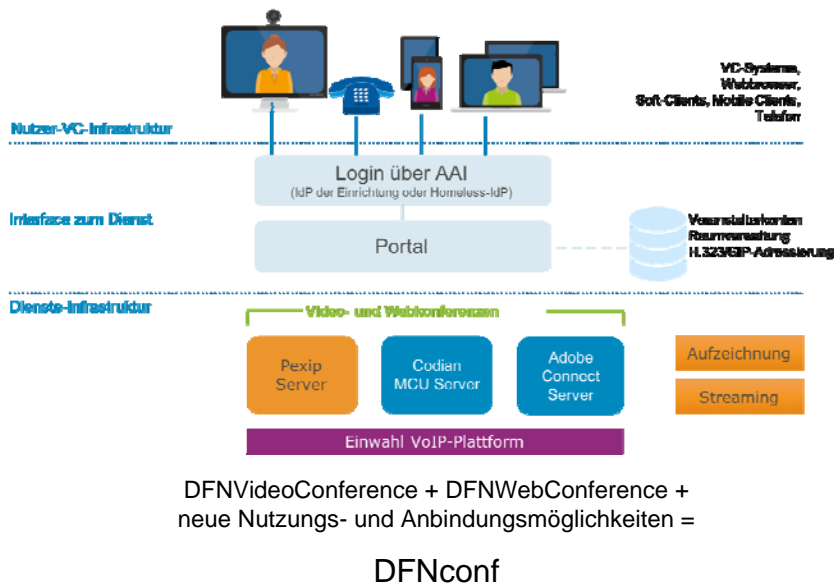 VC-Systeme,
Webbrowser,
Soft-Clients, Mobile Clients,
Telefon
Nutzer-VC-Infrastruktur
Login über AAI
(IdP der Einrichtung oder Homeless-IdP)
Interface zum Dienst
Portal
Veranstalterkonten
Raumverwaltung
H.323/SIP-Adressierung
Dienste-Infrastruktur
Video- und Webkonferenzen
Pexip
Server
Codian
MCU Server
Adobe
Connect
Server
Aufzeichnung
Streaming
Einwahl VoIP-Plattform
DFNVideoConference + DFNWebConference +
neue Nutzungs- und Anbindungsmöglichkeiten =
DFNconf